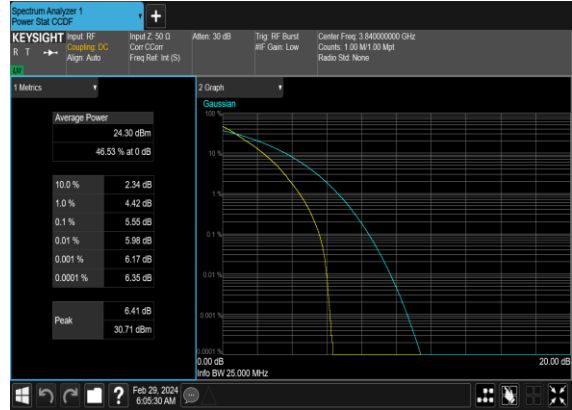 Spectrum Analyzer 1
Power Stat CCDF
+
KEYSIGHT
R T
LXI
Input: RF
Coupling: DC
Align: Auto
Input Z: 50 Ω
Corr CCorr
Freq Ref: Int (S)
Atten: 30 dB
Trig: RF Burst
#IF Gain: Low
Center Freq: 3.840000000 GHz
Counts: 1.00 M/1.00 Mpt
Radio Std: None
1 Metrics
Average Power
24.30 dBm
46.53 % at 0 dB
10.0 % 2.34 dB
1.0 % 4.42 dB
0.1 % 5.55 dB
0.01 % 5.98 dB
0.001 % 6.17 dB
0.0001 % 6.35 dB
Peak
6.41 dB
30.71 dBm
2 Graph
Gaussian
100 %
10 %
1 %
0.1 %
0.01 %
0.001 %
0.0001 %
0.00 dB 20.00 dB
Info BW 25.000 MHz
?
Feb 29, 2024
6:05:30 AM